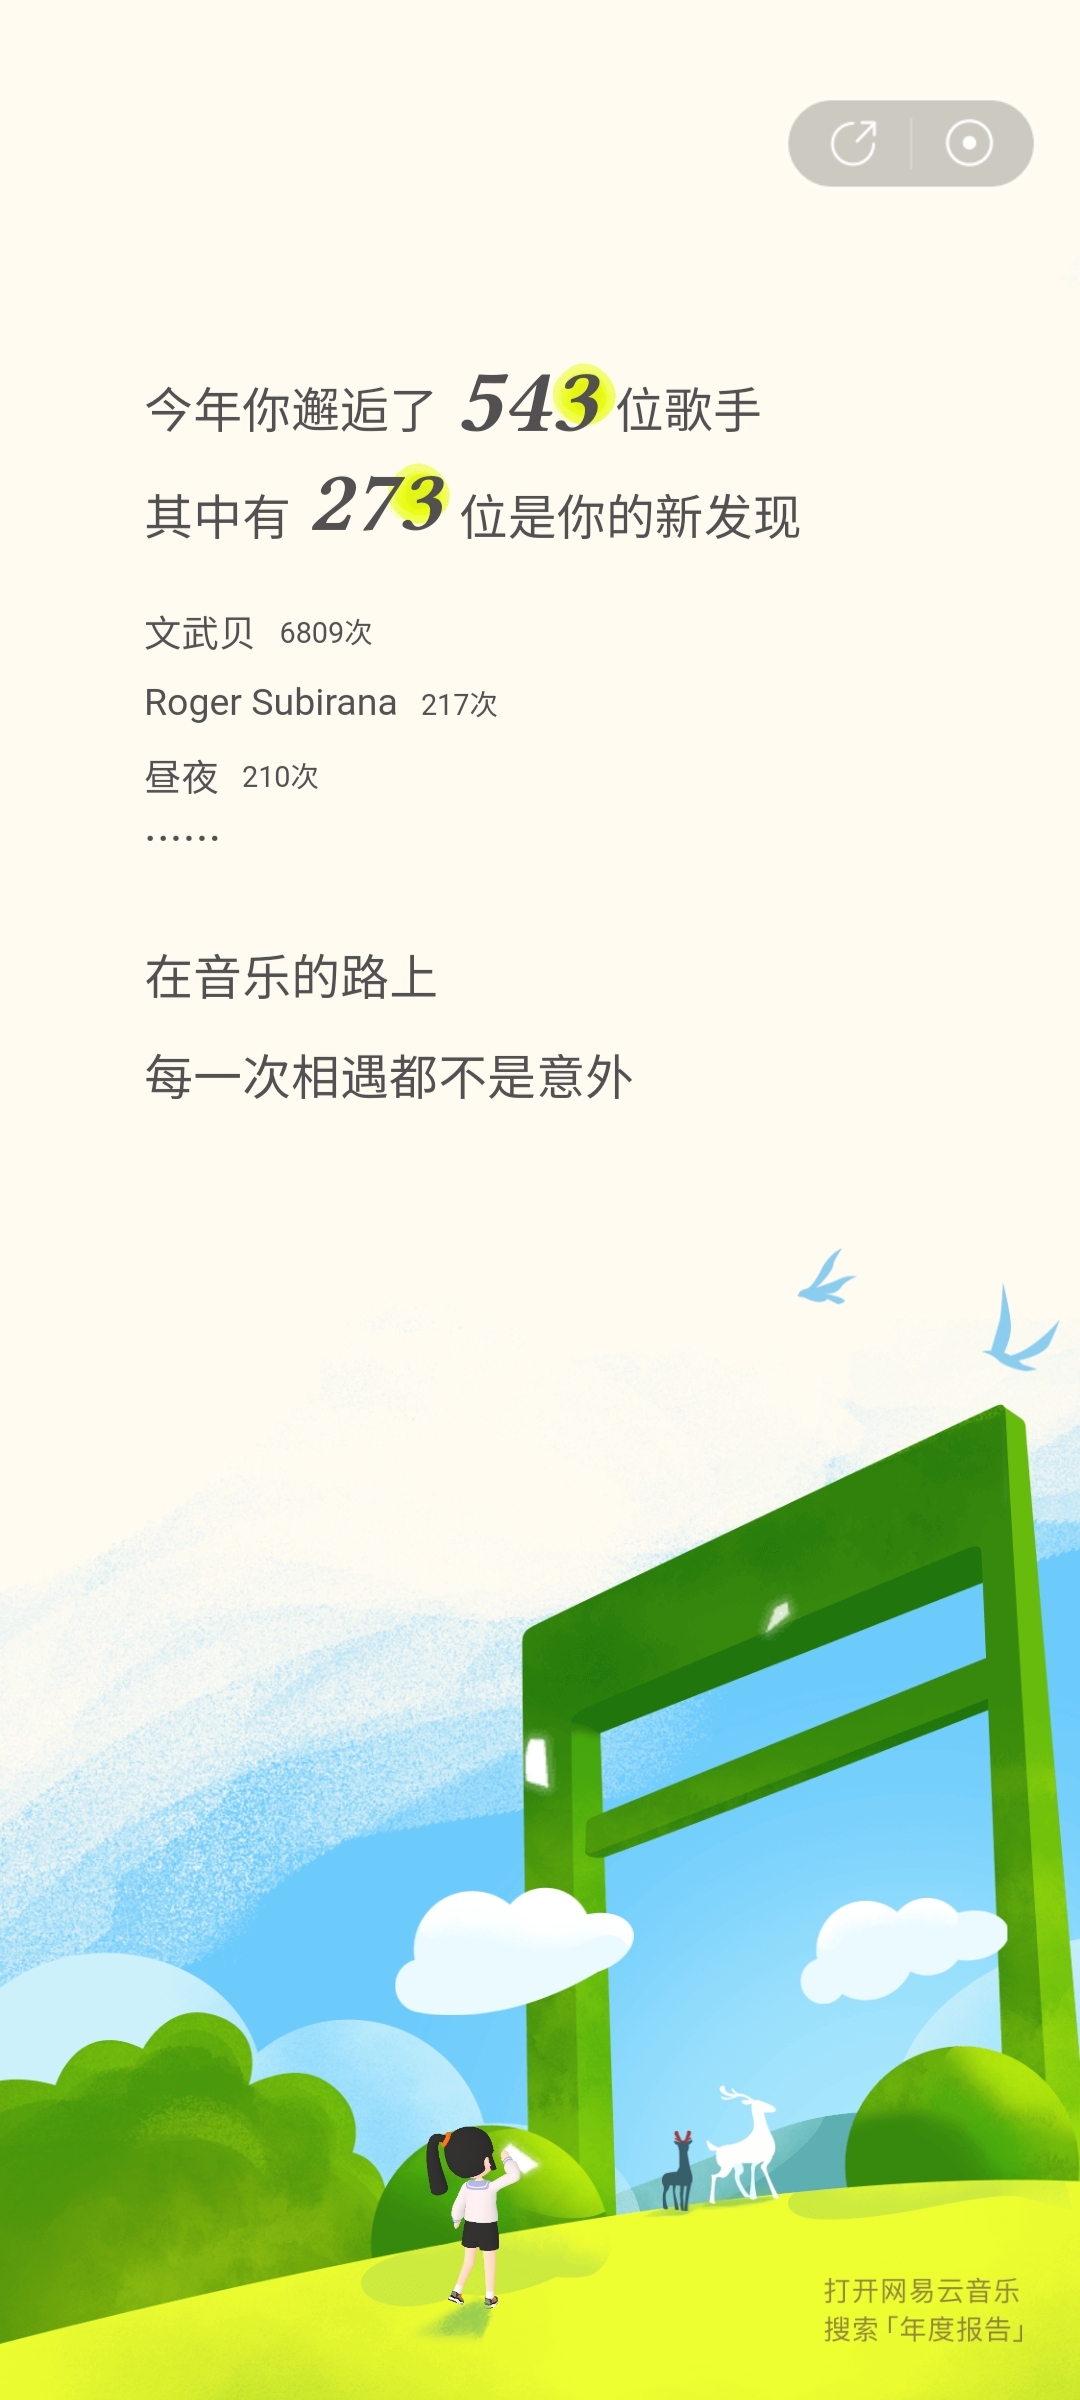 今年你邂逅了 543 位歌手
其中有 273 位是你的新发现
文武贝 6809次
Roger Subirana 217次
昼夜 210次
……
在音乐的路上
每一次相遇都不是意外
打开网易云音乐
搜索「年度报告」